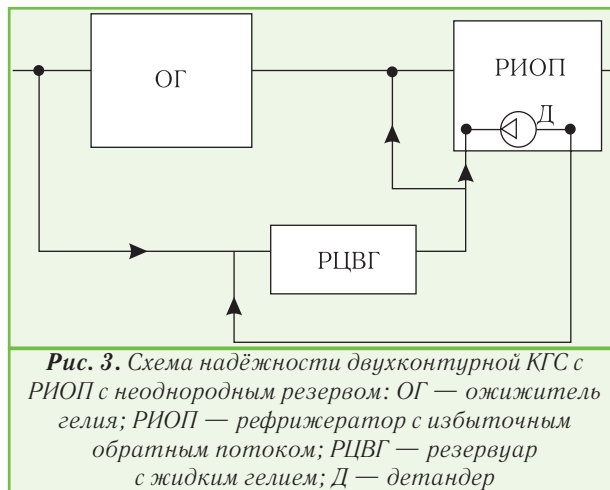 ОГ
РИОП
Д
РЦВГ
Рис. 3. Схема надёжности двухконтурной КГС с
РИОП с неоднородным резервом: ОГ — ожижитель
гелия; РИОП — рефрижератор с избыточным
обратным потоком; РЦВГ — резервуар
с жидким гелием; Д — детандер